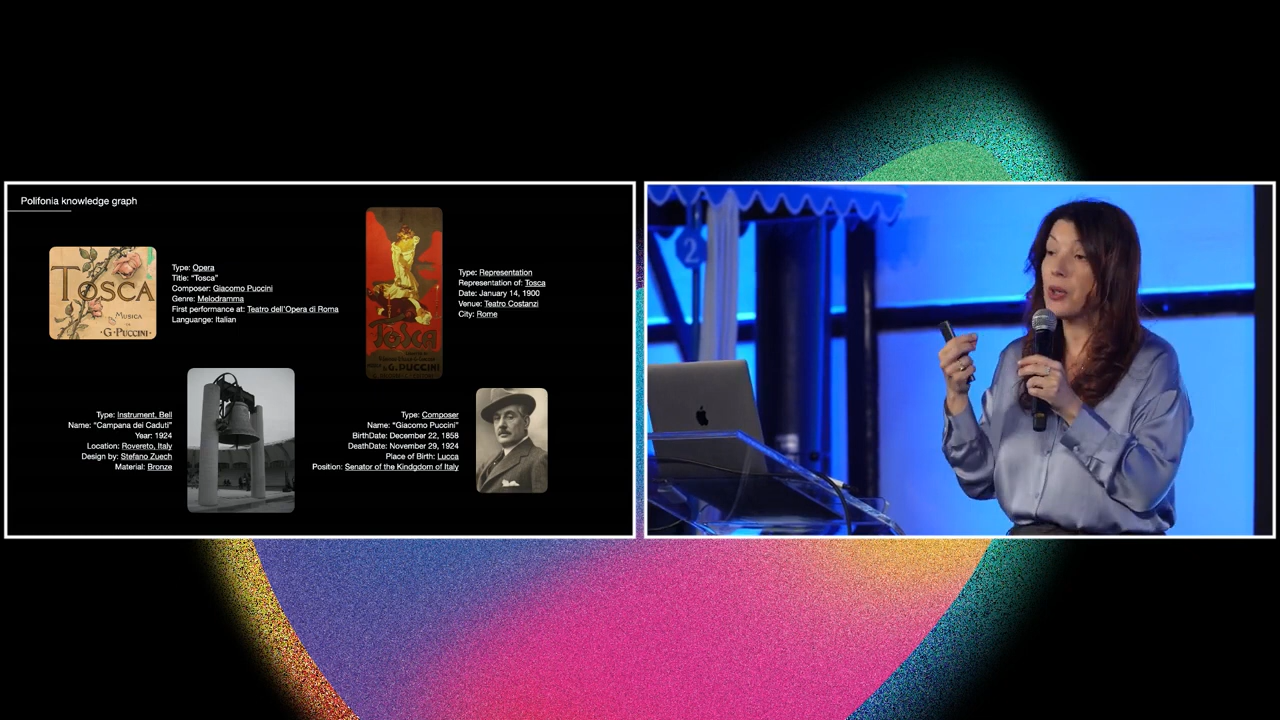 Polifonia knowledge graph
TOSCA
MUSICA
DI
G. PUCCINI
Type: Opera
Title: “Tosca”
Composer: Giacomo Puccini
Genre: Melodramma
First performance at: Teatro dell'Opera di Roma
Languange: Italian
Tosca
G. PUCCINI
Type: Representation
Representation of: Tosca
Date: January 14, 1900
Venue: Teatro Costanzi
City: Rome
Type: Instrument, Bell
Name: “Campana dei Caduti”
Year: 1924
Location: Rovereto, Italy
Design by: Stefano Zuech
Material: Bronze
Type: Composer
Name: “Giacomo Puccini”
BirthDate: December 22, 1858
DeathDate: November 29, 1924
Place of Birth: Lucca
Position: Senator of the Kindgdom of Italy
2